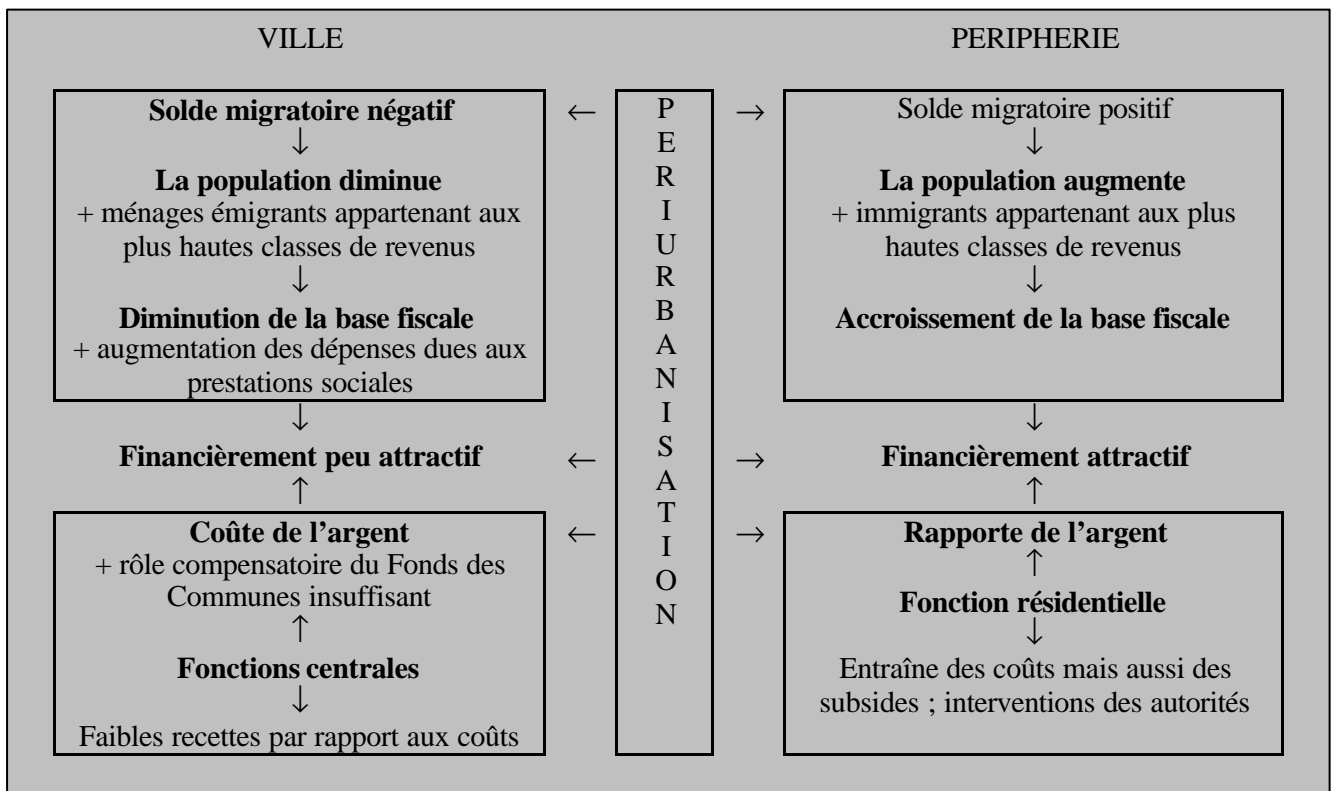 VILLE
PERIPHERIE
Solde migratoire négatif
↓
La population diminue
+ ménages émigrants appartenant aux
plus hautes classes de revenus
↓
Diminution de la base fiscale
+ augmentation des dépenses dues aux
prestations sociales
↓
Financièrement peu attractif
↑
Coûte de l’argent
+ rôle compensatoire du Fonds des
Communes insuffisant
↑
Fonctions centrales
↓
Faibles recettes par rapport aux coûts
←
←
←
P
E
R
I
U
R
B
A
N
I
S
A
T
I
O
N
→
→
→
Solde migratoire positif
↓
La population augmente
+ immigrants appartenant aux plus
hautes classes de revenus
↓
Accroissement de la base fiscale
↓
Financièrement attractif
↑
Rapporte de l’argent
↑
Fonction résidentielle
↓
Entraîne des coûts mais aussi des
subsides ; interventions des autorités